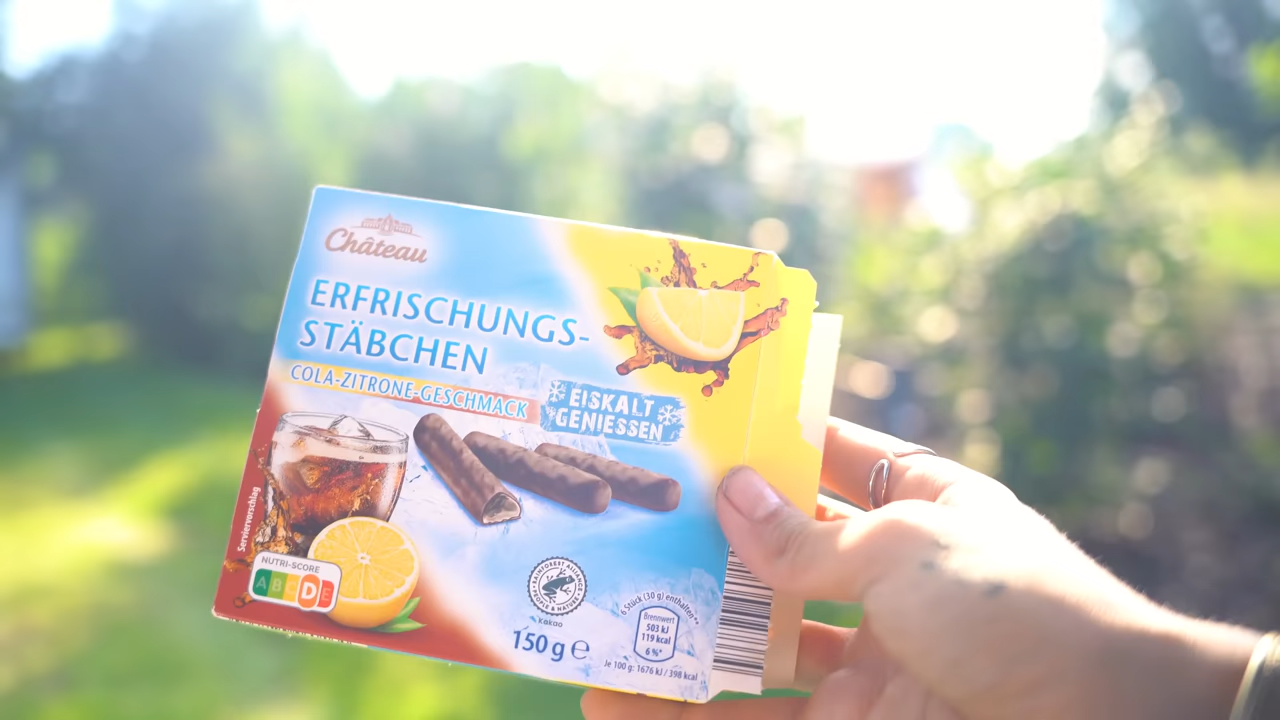 Château
ERFRISCHUNGS-
STÄBCHEN
COLA-ZITRONE-GESCHMACK
EISKALT
GENIESSEN
Serviervorschlag
NUTRI-SCORE
A B C D E
RAINFOREST ALLIANCE
PEOPLE & NATURE
Kakao
150 g e
6 Stück (30 g) enthalten**
Brennwert
503 kJ
119 kcal
6 %*
Je 100 g: 1676 kJ / 398 kcal